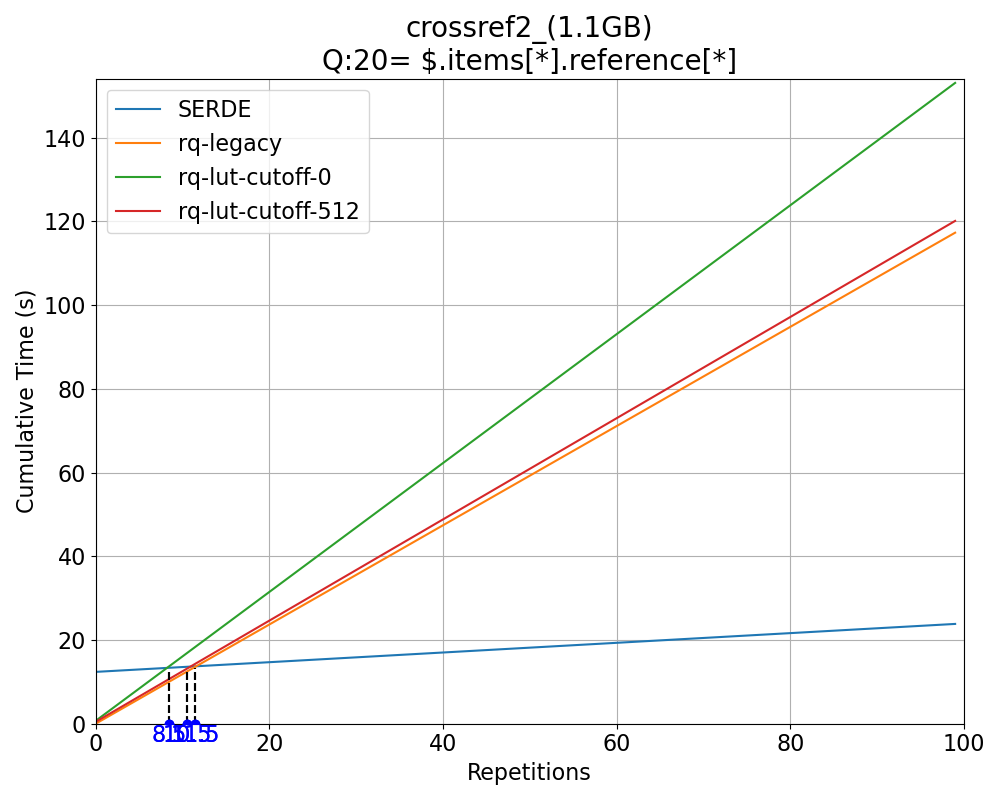 crossref2_(1.1GB)
Q:20= $.items[*].reference[*]
SERDE
rq-legacy
rq-lut-cutoff-0
rq-lut-cutoff-512
Cumulative Time (s)
140
120
100
80
60
40
20
0
0 20 40 60 80 100
Repetitions